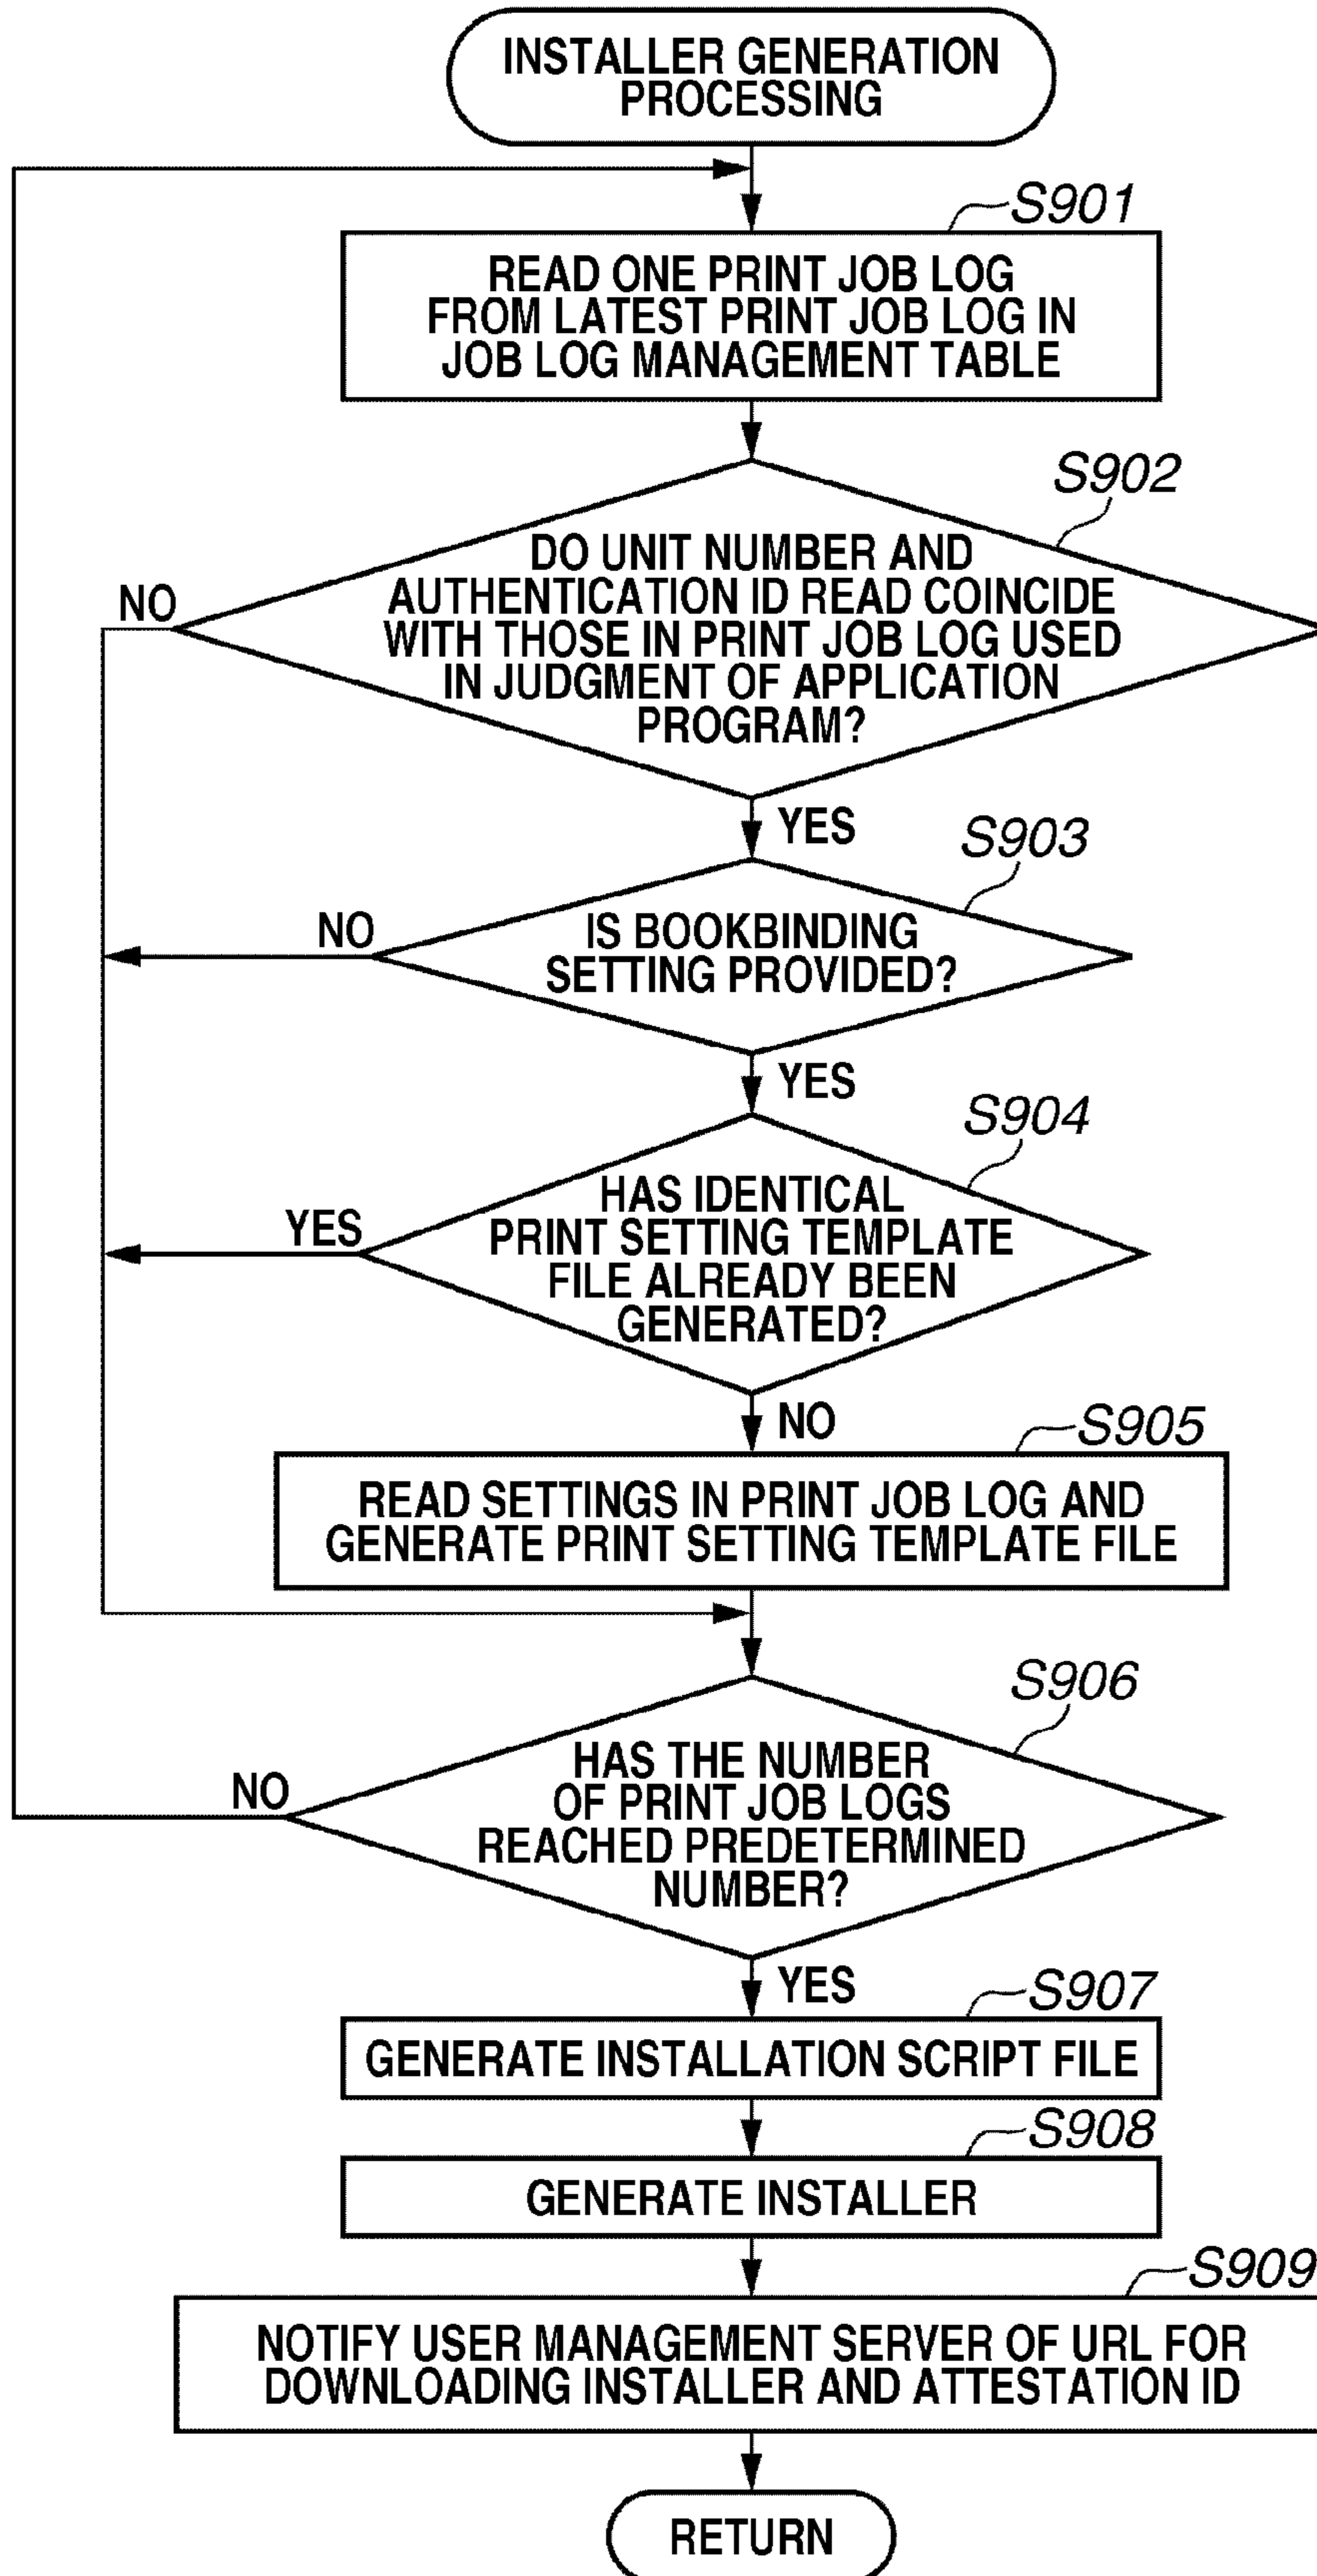 INSTALLER GENERATION
PROCESSING
S901
READ ONE PRINT JOB LOG
FROM LATEST PRINT JOB LOG IN
JOB LOG MANAGEMENT TABLE
S902
DO UNIT NUMBER AND
AUTHENTICATION ID READ COINCIDE
WITH THOSE IN PRINT JOB LOG USED
IN JUDGMENT OF APPLICATION
PROGRAM?
NO
YES
S903
IS BOOKBINDING
SETTING PROVIDED?
NO
YES
S904
HAS IDENTICAL
PRINT SETTING TEMPLATE
FILE ALREADY BEEN
GENERATED?
YES
NO
S905
READ SETTINGS IN PRINT JOB LOG AND
GENERATE PRINT SETTING TEMPLATE FILE
S906
HAS THE NUMBER
OF PRINT JOB LOGS
REACHED PREDETERMINED
NUMBER?
NO
YES
S907
GENERATE INSTALLATION SCRIPT FILE
S908
GENERATE INSTALLER
S909
NOTIFY USER MANAGEMENT SERVER OF URL FOR
DOWNLOADING INSTALLER AND ATTESTATION ID
RETURN